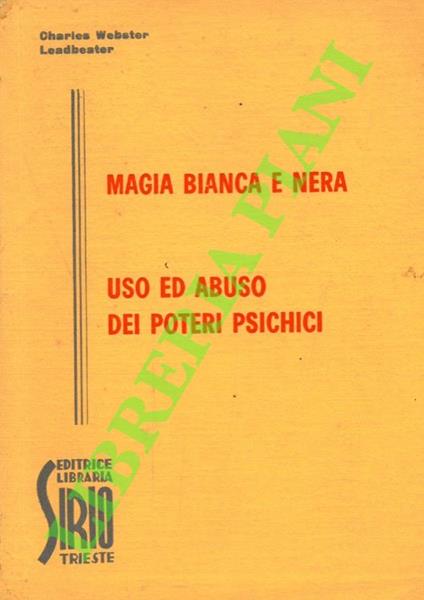 Charles Webster
Leadbeater
MAGIA BIANCA E NERA
USO ED ABUSO
DEI POTERI PSICHICI
EDITRICE
LIBRARIA
SIRIO
TRIESTE
LIBRERIA PIANI